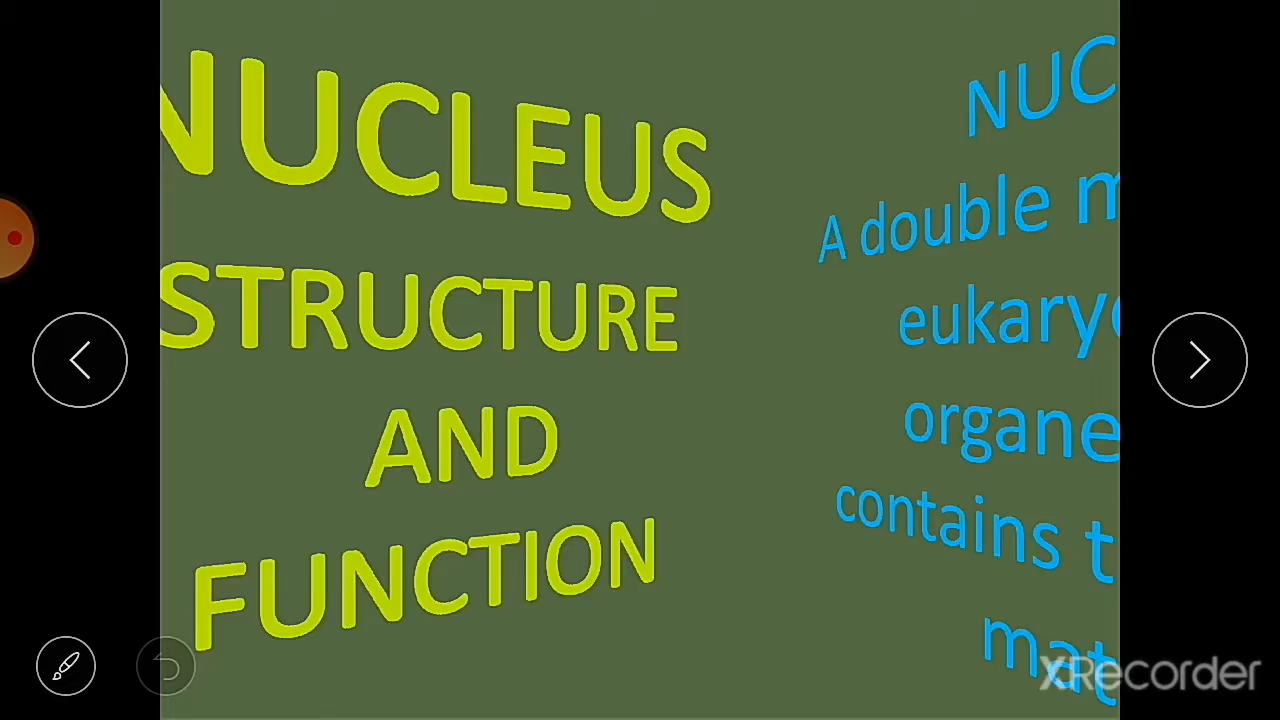 NUCLEUS
STRUCTURE
AND
FUNCTION
NUC
A double m
eukaryo
organe
contains t
mat
XRecorder